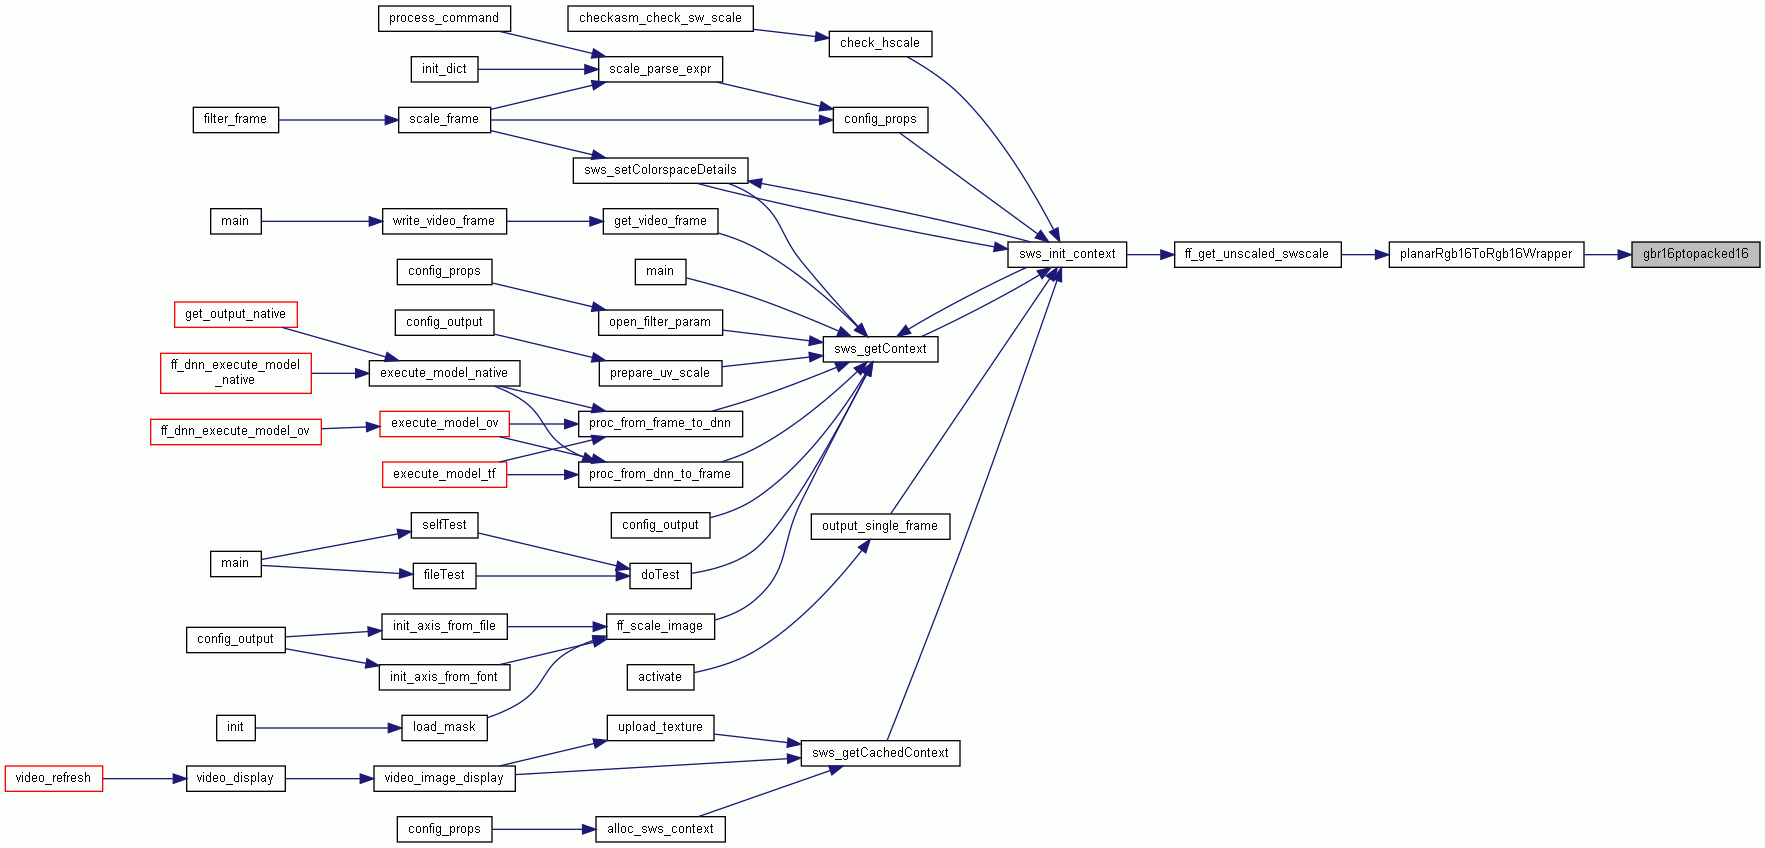 process_command
checkasm_check_sw_scale
check_hscale
init_dict
scale_parse_expr
filter_frame
scale_frame
config_props
sws_setColorspaceDetails
main
write_video_frame
get_video_frame
sws_init_context
ff_get_unscaled_swscale
planarRgb16ToRgb16Wrapper
gbr16ptopacked16
config_props
main
get_output_native
config_output
open_filter_param
sws_getContext
ff_dnn_execute_model
_native
execute_model_native
prepare_uv_scale
ff_dnn_execute_model_ov
execute_model_ov
proc_from_frame_to_dnn
execute_model_tf
proc_from_dnn_to_frame
selfTest
config_output
output_single_frame
main
fileTest
doTest
config_output
init_axis_from_file
ff_scale_image
init_axis_from_font
activate
init
load_mask
upload_texture
sws_getCachedContext
video_refresh
video_display
video_image_display
config_props
alloc_sws_context